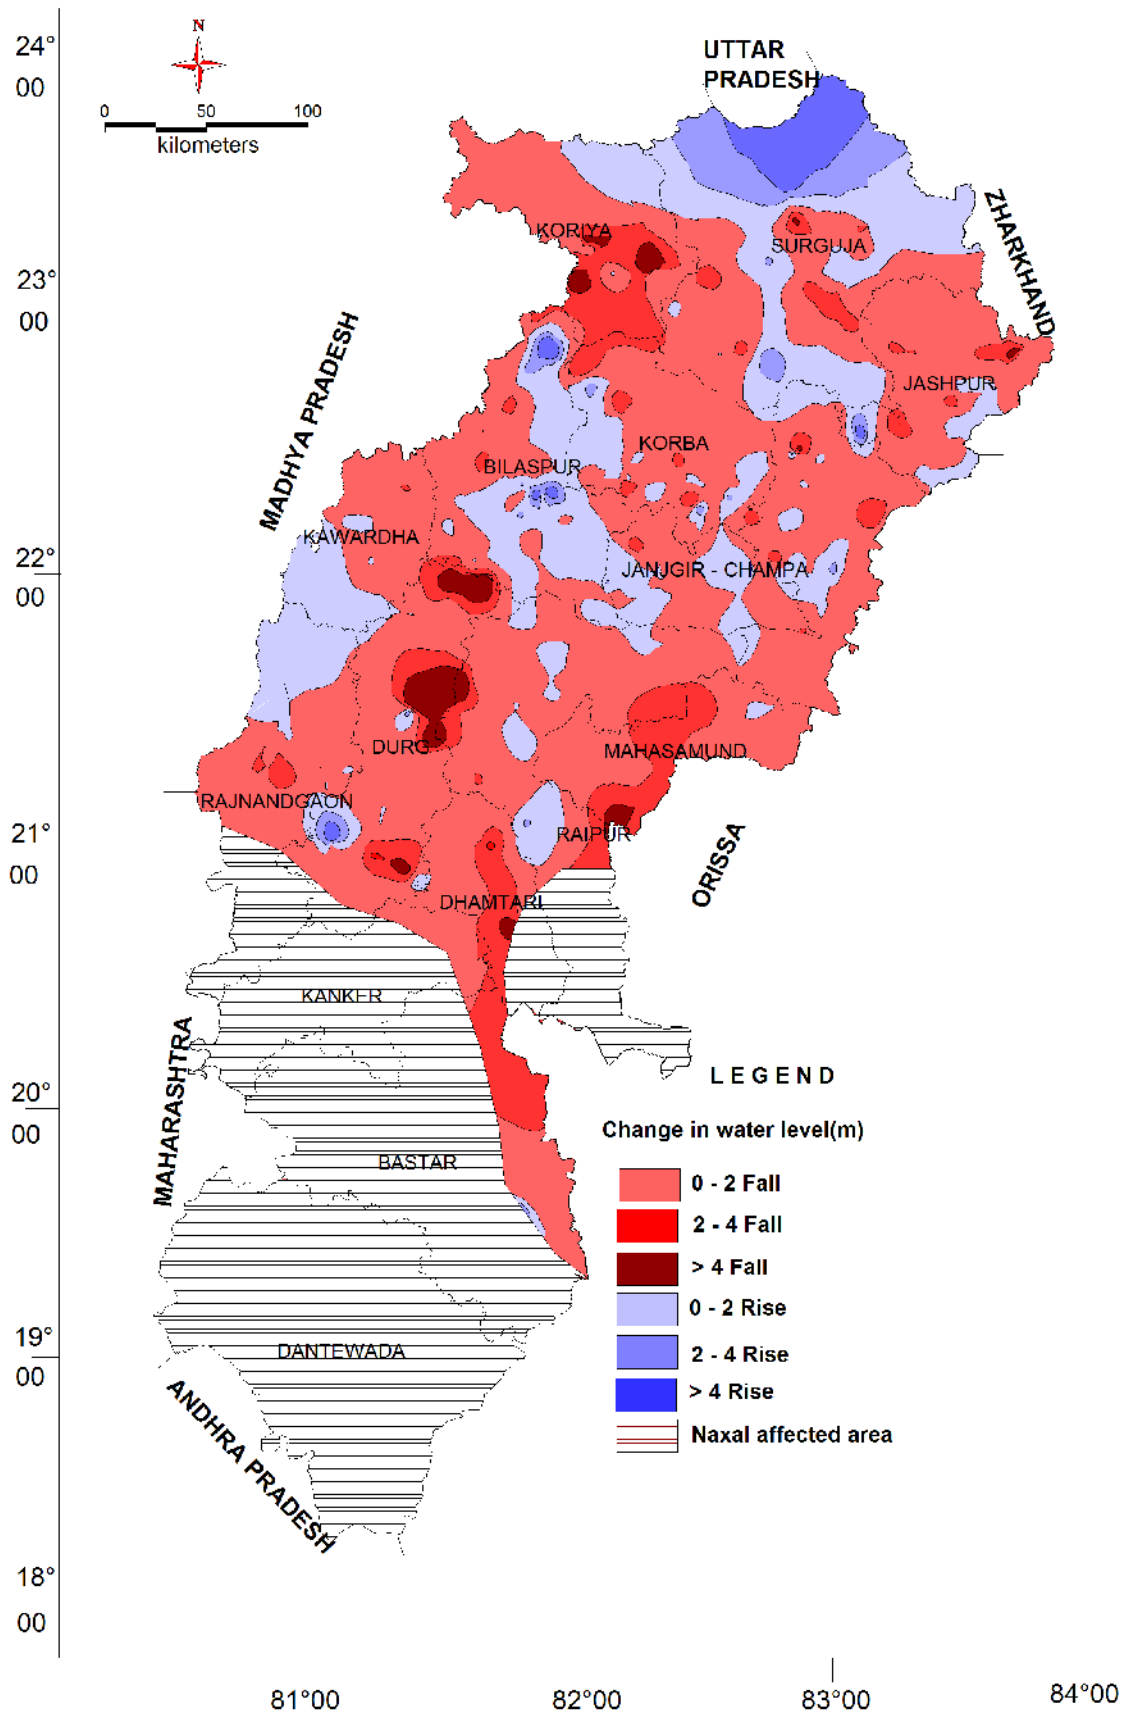 24°
00
N
0 50 100
kilometers
UTTAR
PRADESH
ZHARKHAND
KORIYA
SURGUJA
23°
00
MADHYA PRADESH
JASHPUR
KORBA
BILASPUR
KAWARDHA
22°
00
JANJGIR - CHAMPA
DURG
MAHASAMUND
RAJNANDGAON
21°
00
RAIPUR
ORISSA
DHAMTARI
KANKER
MAHARASHTRA
LEGEND
20°
00
Change in water level(m)
BASTAR
0 - 2 Fall
2 - 4 Fall
> 4 Fall
0 - 2 Rise
19°
00
DANTEWADA
2 - 4 Rise
> 4 Rise
ANDHRA PRADESH
Naxal affected area
18°
00
81°00 82°00 83°00 84°00